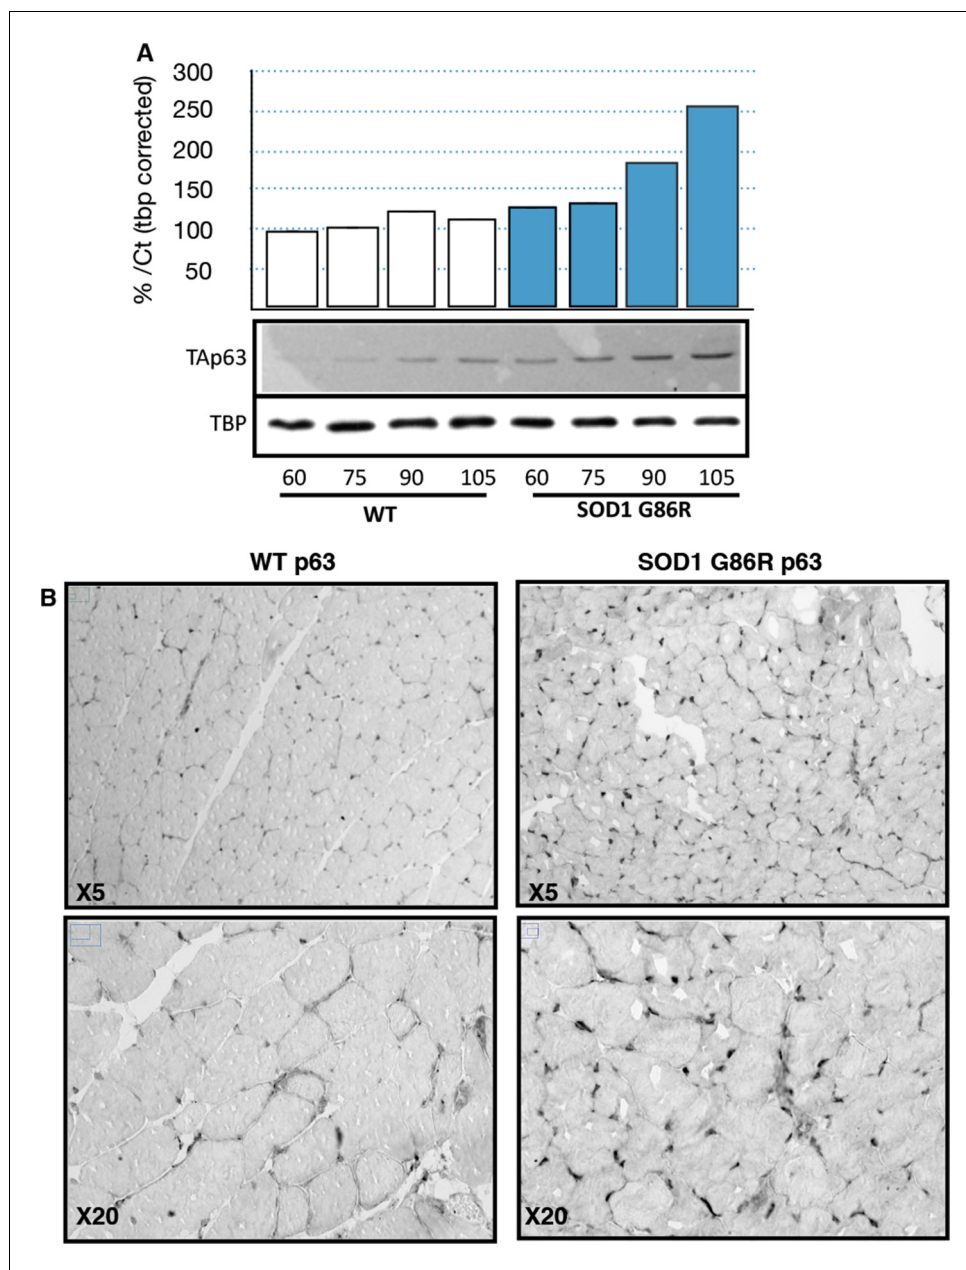 A
% /Ct (tbp corrected)
300
250
200
150
100
50
TAp63
TBP
60 75 90 105 60 75 90 105
WT SOD1 G86R
WT p63 SOD1 G86R p63
B
X5 X5
X20 X20